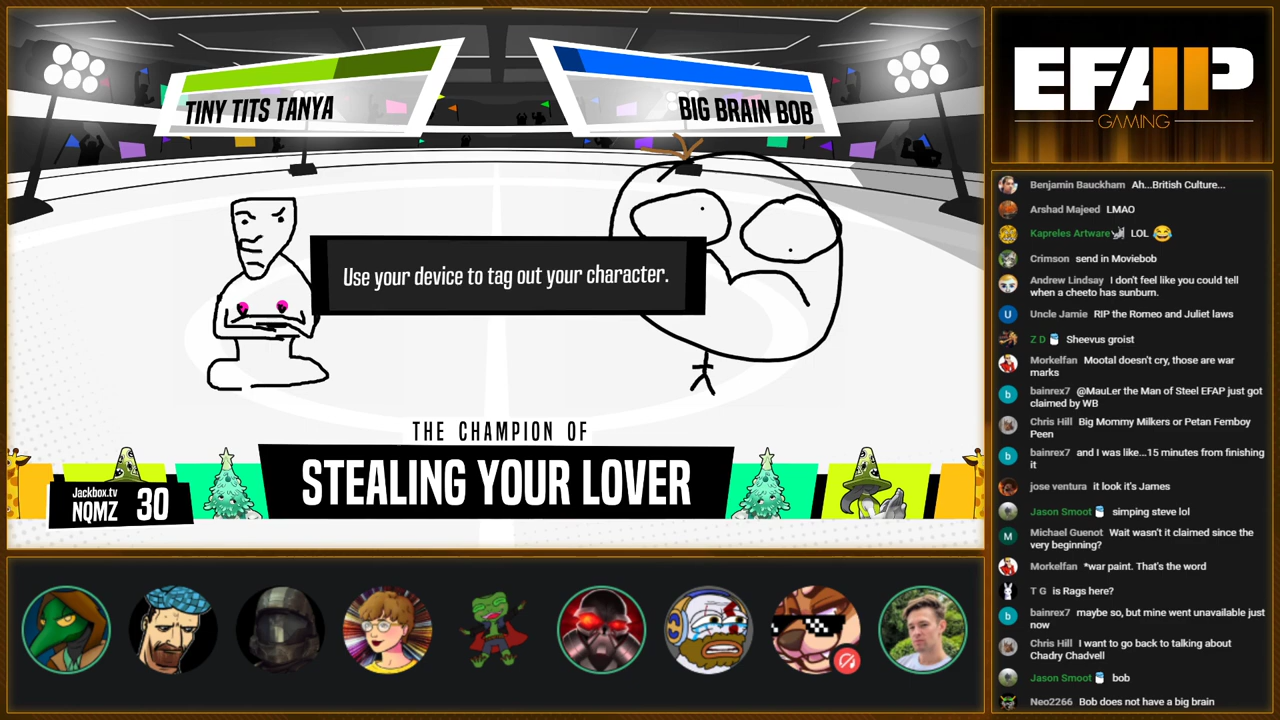 TINY TITS TANYA
BIG BRAIN BOB
Use your device to tag out your character.
THE CHAMPION OF
STEALING YOUR LOVER
Jackbox.tv
NQMZ 30
EFAP
GAMING
Benjamin Bauckham Ah...British Culture...
Arshad Majeed LMAO
Kapreles Artware LOL 😂
Crimson send in Moviebob
Andrew Lindsay I don't feel like you could tell
when a cheeto has sunburn.
U Uncle Jamie RIP the Romeo and Juliet laws
Z D Sheevus groist
Morkelfan Mootal doesn't cry, those are war
marks
b bainrex7 @MauLer the Man of Steel EFAP just got
claimed by WB
Chris Hill Big Mommy Milkers or Petan Femboy
Peen
b bainrex7 and I was like...15 minutes from finishing
it
jose ventura it look it's James
Jason Smoot simping steve lol
M Michael Guenot Wait wasn't it claimed since the
very beginning?
Morkelfan *war paint. That's the word
T G is Rags here?
b bainrex7 maybe so, but mine went unavailable just
now
Chris Hill I want to go back to talking about
Chadry Chadvell
Jason Smoot bob
Neo2266 Bob does not have a big brain